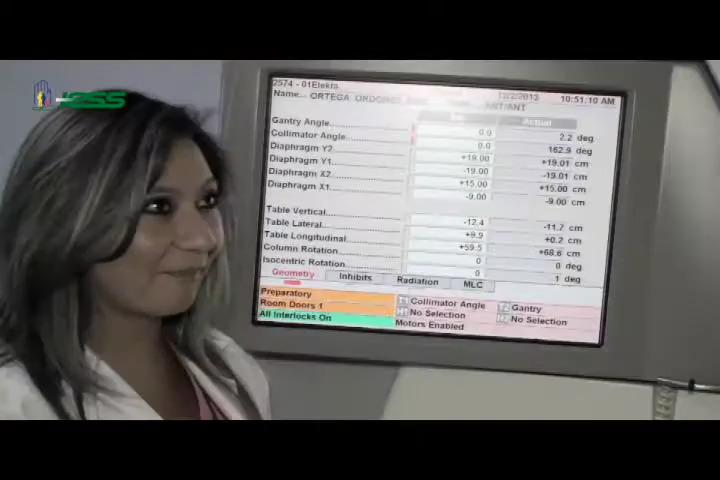 IESS
2574 - 01Elekta
10:51:10 AM
Name... ORTEGA
ANT/ANT
Actual
Gantry Angle 0.0 2.2 deg
Collimator Angle 0.0 162.9 deg
Diaphragm Y2 +19.00 +19.01 cm
Diaphragm Y1 -19.00 -19.01 cm
Diaphragm X2 +15.00 +15.00 cm
Diaphragm X1 -9.00 -9.00 cm
Table Vertical -12.4 -11.7 cm
Table Lateral +9.9 +0.2 cm
Table Longitudinal +59.5 +68.6 cm
Column Rotation 0 0 deg
Isocentric Rotation 0 1 deg
Geometry Inhibits Radiation MLC
Preparatory T1 Collimator Angle T2 Gantry
Room Doors 1 H1 No Selection H2 No Selection
All Interlocks On Motors Enabled